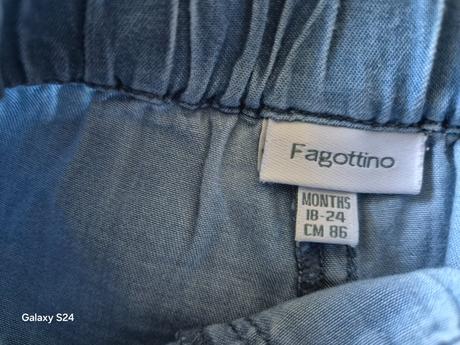 Fagottino
MONTHS
18-24
CM 86
Galaxy S24